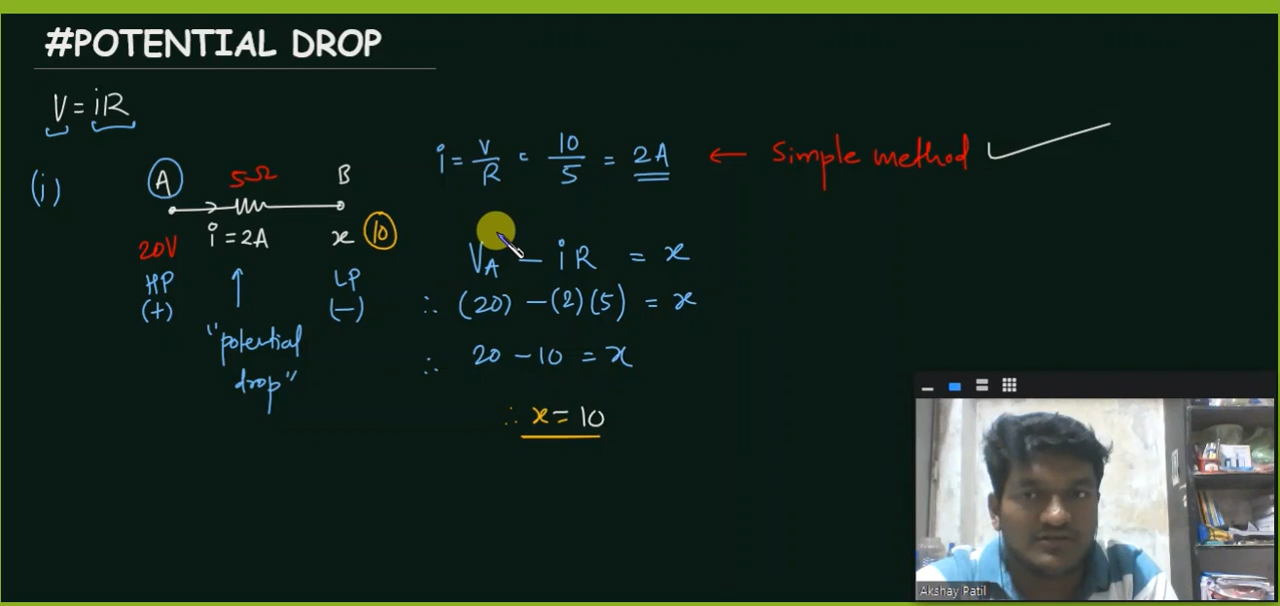 #POTENTIAL DROP
V = iR
i = V/R = 10/5 = 2A ← Simple method
(i)
A 5Ω B
20V i = 2A x 10
HP LP
(+) (−)
"potential
drop"
V_A − iR = x
∴ (20) − (2)(5) = x
∴ 20 − 10 = x
∴ x = 10
Akshay Patil